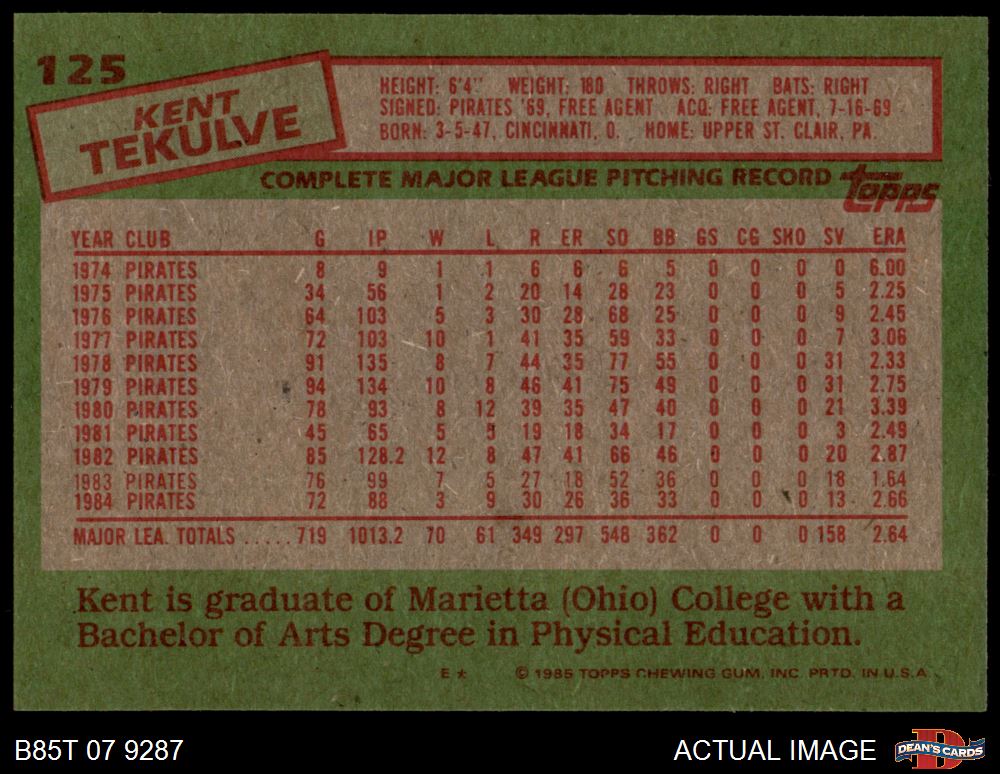 125
KENT
TEKULVE
HEIGHT: 6'4" WEIGHT: 180 THROWS: RIGHT BATS: RIGHT
SIGNED: PIRATES '69, FREE AGENT ACQ: FREE AGENT, 7-16-69
BORN: 3-5-47, CINCINNATI, O. HOME: UPPER ST. CLAIR, PA.
COMPLETE MAJOR LEAGUE PITCHING RECORD
topps
YEAR CLUB G IP W L R ER SO BB GS CG SHO SV ERA
1974 PIRATES 8 9 1 1 6 6 6 5 0 0 0 0 6.00
1975 PIRATES 34 56 1 2 20 14 28 23 0 0 0 5 2.25
1976 PIRATES 64 103 5 3 30 28 68 25 0 0 0 9 2.45
1977 PIRATES 72 103 10 1 41 35 59 33 0 0 0 7 3.06
1978 PIRATES 91 135 8 7 44 35 77 55 0 0 0 31 2.33
1979 PIRATES 94 134 10 8 46 41 75 49 0 0 0 31 2.75
1980 PIRATES 78 93 8 12 39 35 47 40 0 0 0 21 3.39
1981 PIRATES 45 65 5 5 19 18 34 17 0 0 0 3 2.49
1982 PIRATES 85 128.2 12 8 47 41 66 46 0 0 0 20 2.87
1983 PIRATES 76 99 7 5 27 18 52 36 0 0 0 18 1.64
1984 PIRATES 72 88 3 9 30 26 36 33 0 0 0 13 2.66
MAJOR LEA. TOTALS .....719 1013.2 70 61 349 297 548 362 0 0 0 158 2.64
Kent is graduate of Marietta (Ohio) College with a
Bachelor of Arts Degree in Physical Education.
E* © 1985 TOPPS CHEWING GUM, INC. PRTD. IN U.S.A.
B85T 07 9287 ACTUAL IMAGE DEAN'S CARDS